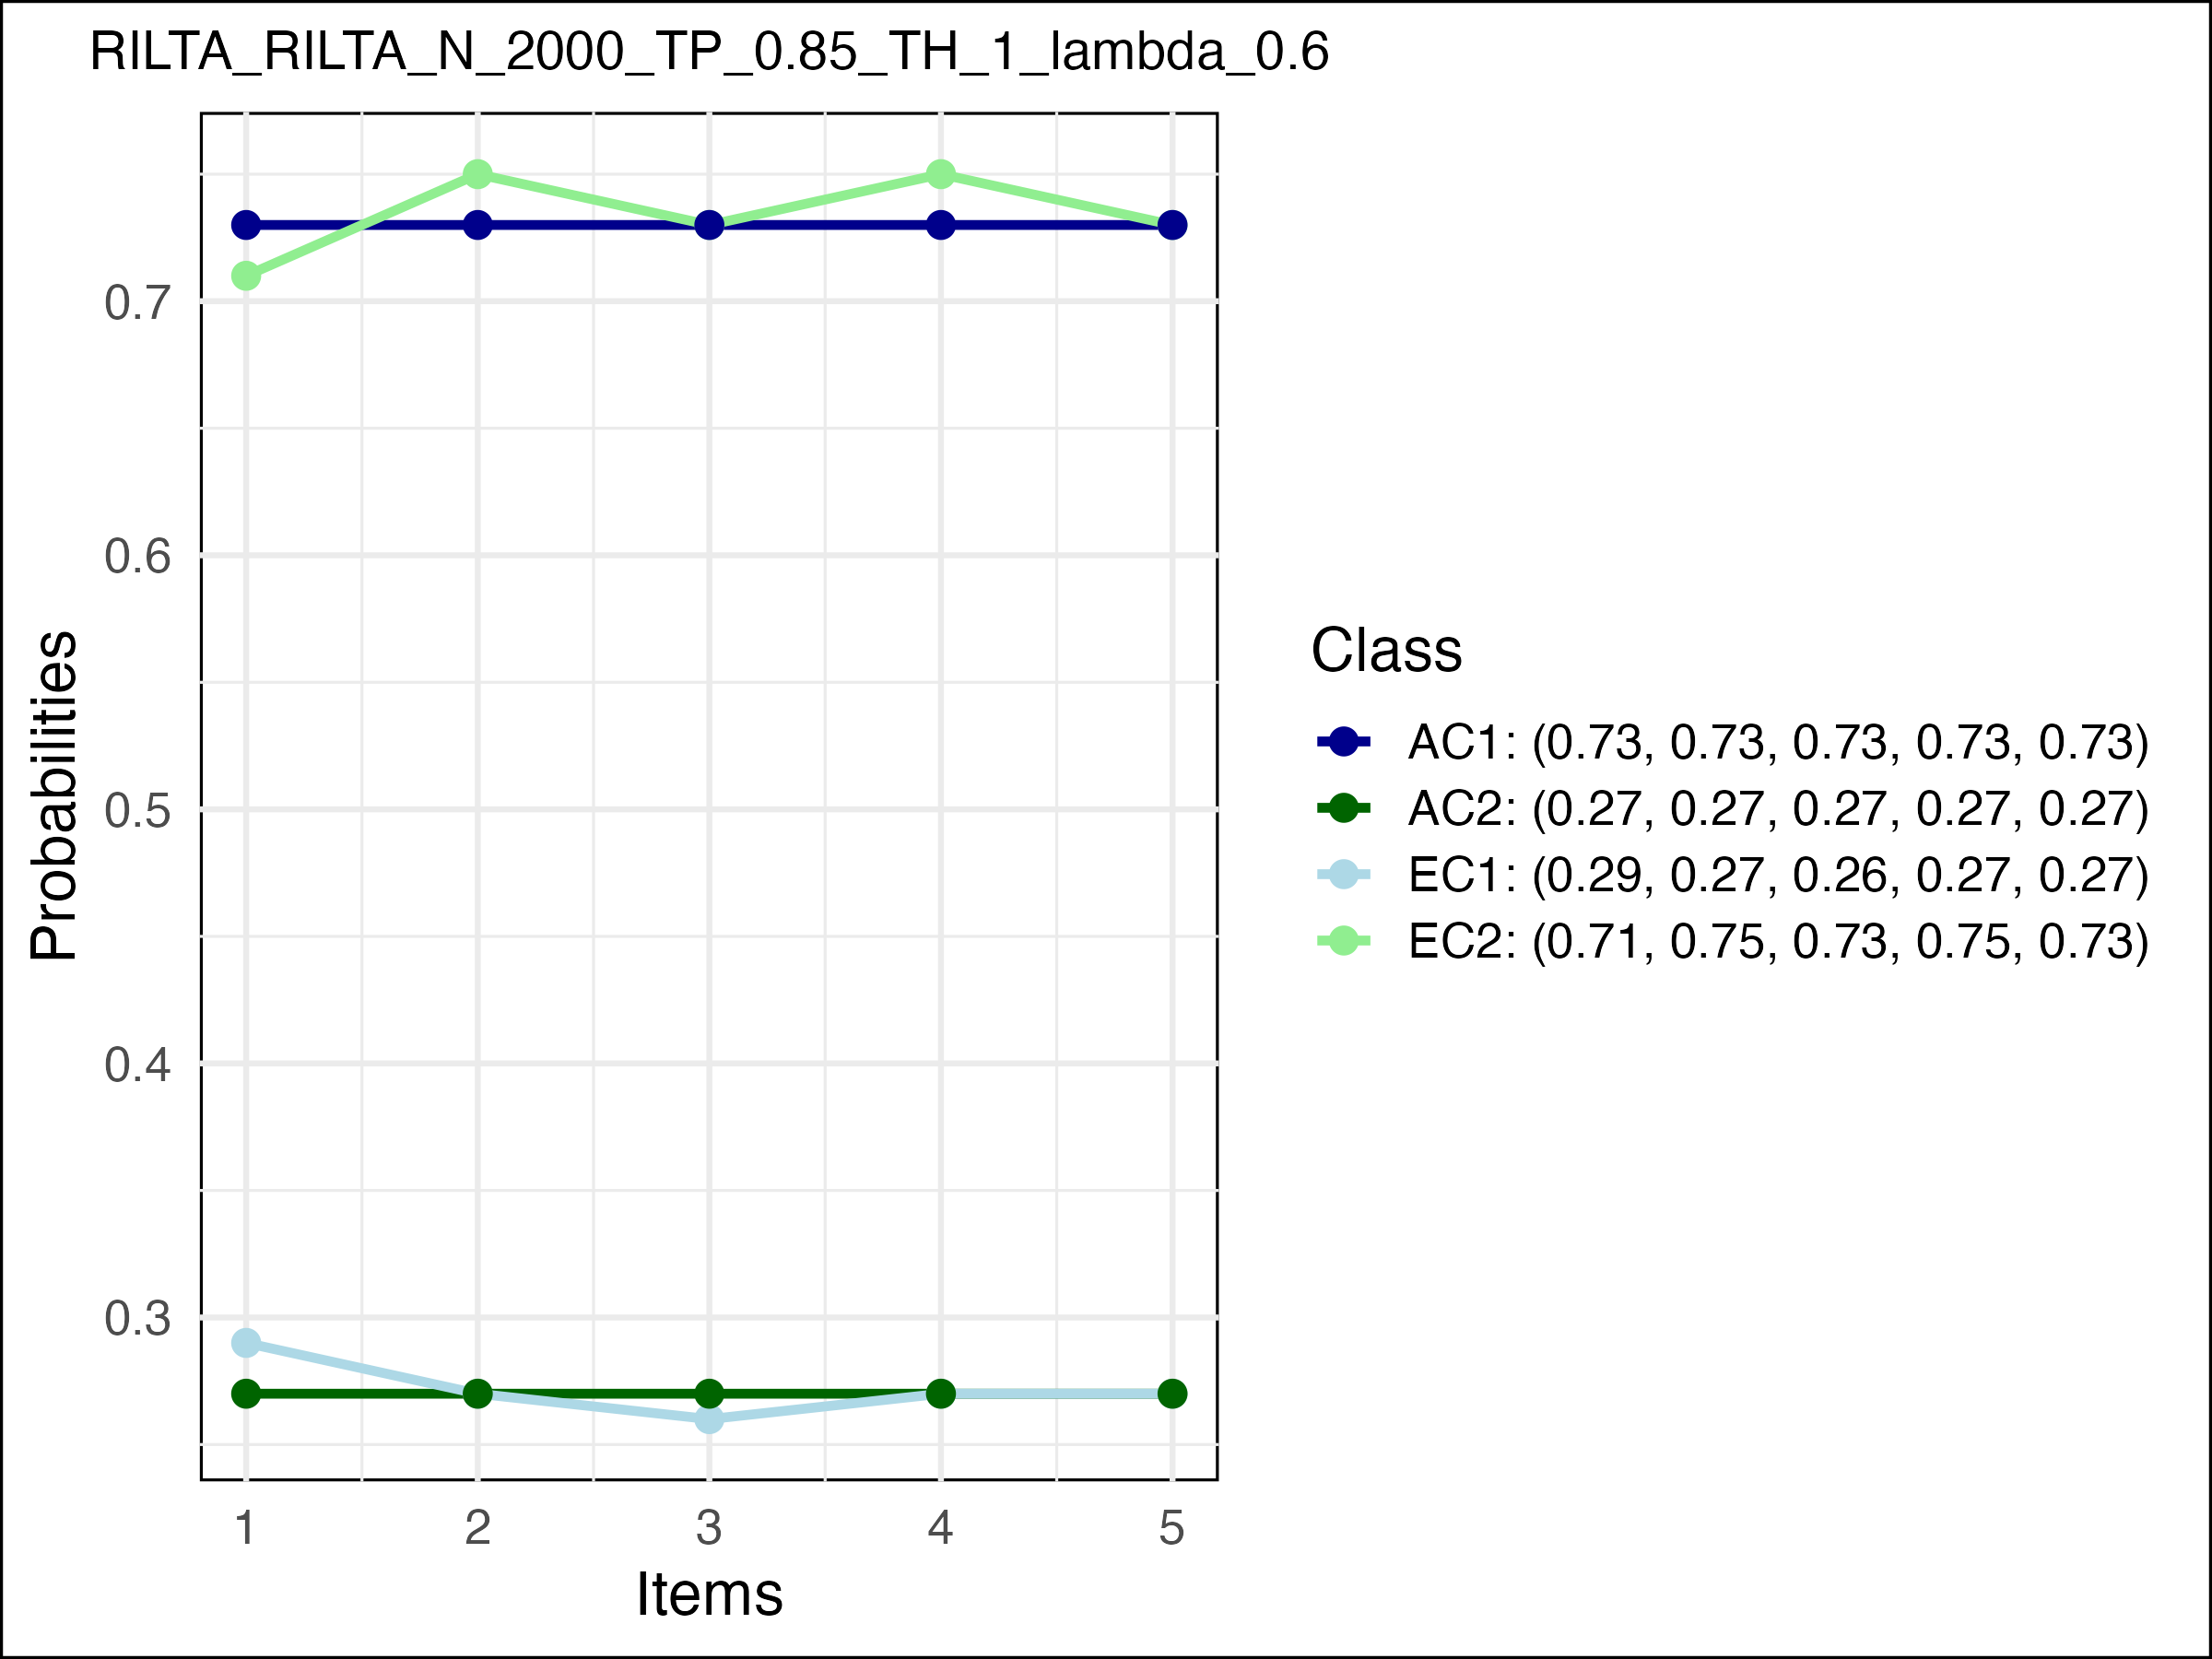 RILTA_RILTA_N_2000_TP_0.85_TH_1_lambda_0.6
Probabilities
0.7
0.6
0.5
0.4
0.3
1 2 3 4 5
Items
Class
AC1: (0.73, 0.73, 0.73, 0.73, 0.73)
AC2: (0.27, 0.27, 0.27, 0.27, 0.27)
EC1: (0.29, 0.27, 0.26, 0.27, 0.27)
EC2: (0.71, 0.75, 0.73, 0.75, 0.73)